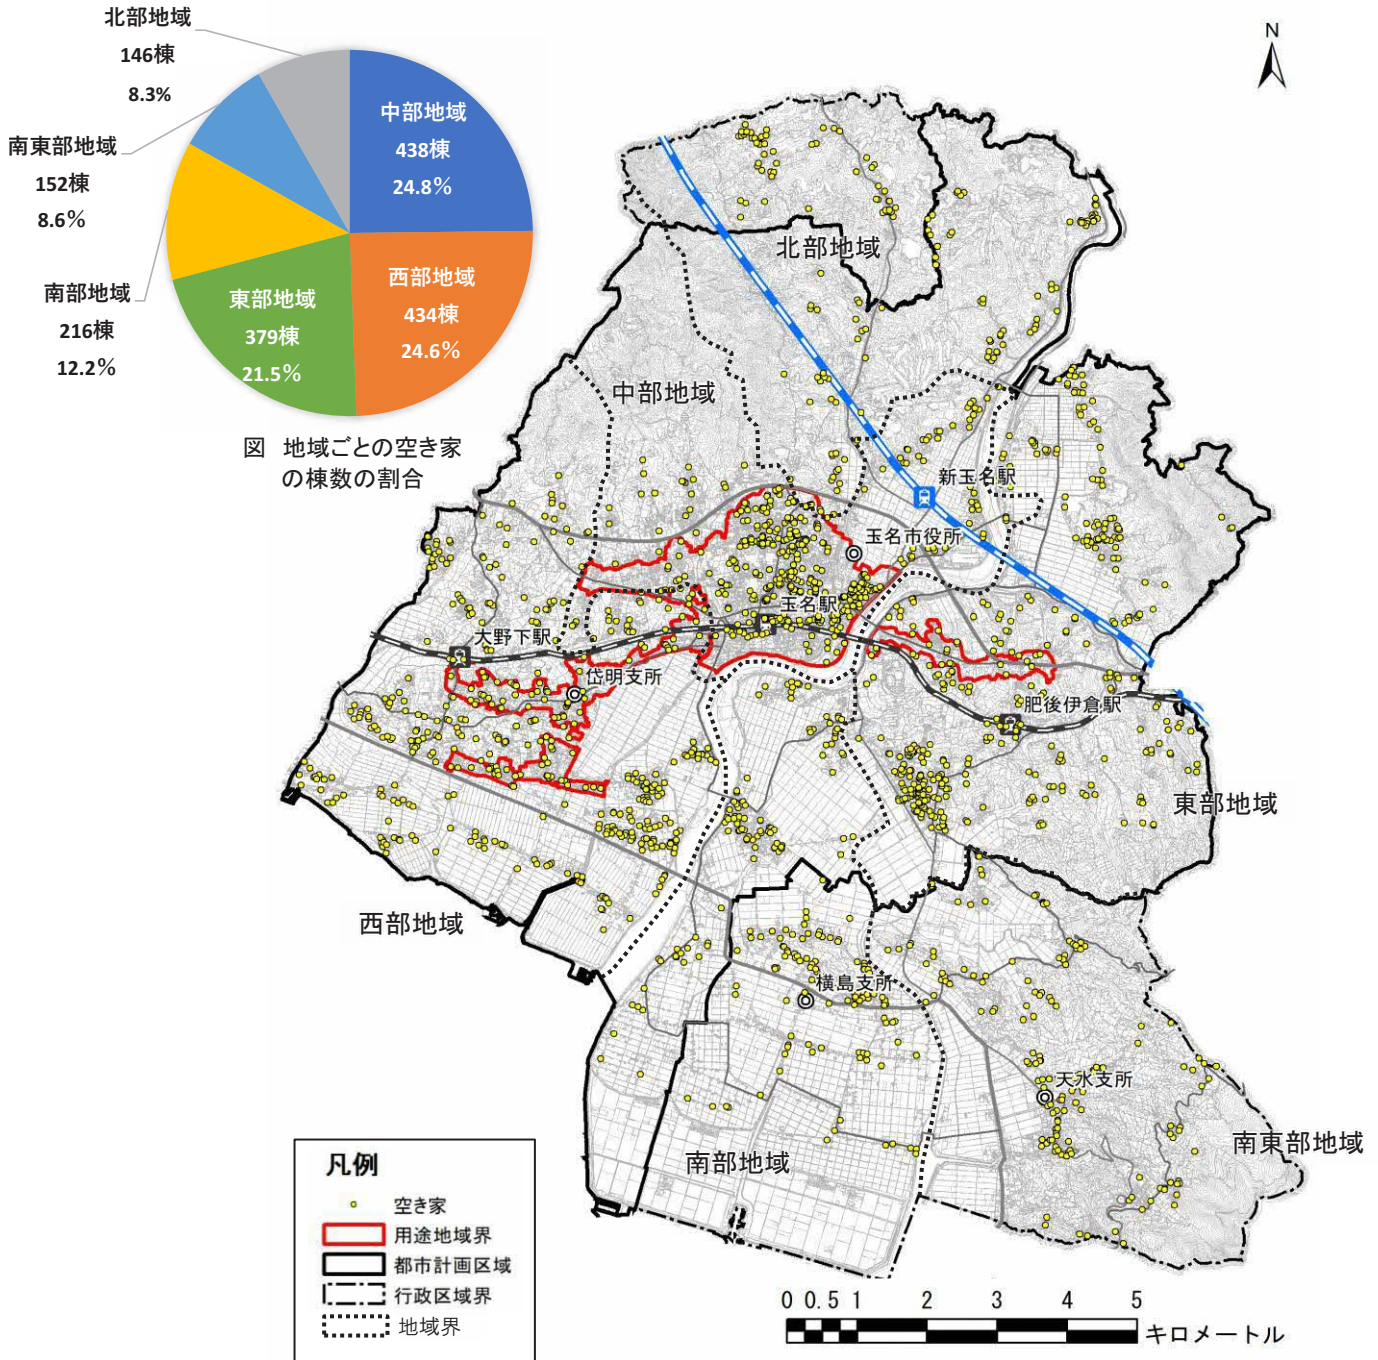 北部地域
146棟
8.3%
南東部地域
152棟
8.6%
南部地域
216棟
12.2%
中部地域
438棟
24.8%
西部地域
434棟
24.6%
東部地域
379棟
21.5%
図 地域ごとの空き家
の棟数の割合
N
北部地域
中部地域
新玉名駅
玉名市役所
玉名駅
大野下駅
岱明支所
肥後伊倉駅
東部地域
西部地域
横島支所
天水支所
南部地域
南東部地域
凡例
空き家
用途地域界
都市計画区域
行政区域界
地域界
0 0.5 1 2 3 4 5
キロメートル